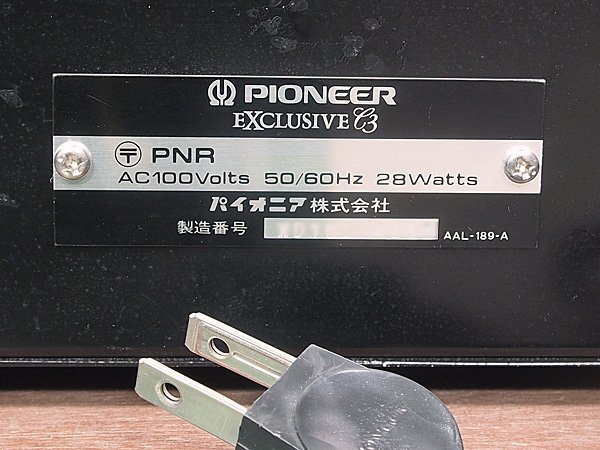 PIONEER
EXCLUSIVE C3
〒 PNR
AC100Volts 50/60Hz 28Watts
パイオニア株式会社
製造番号
AAL-189-A
PIONEER